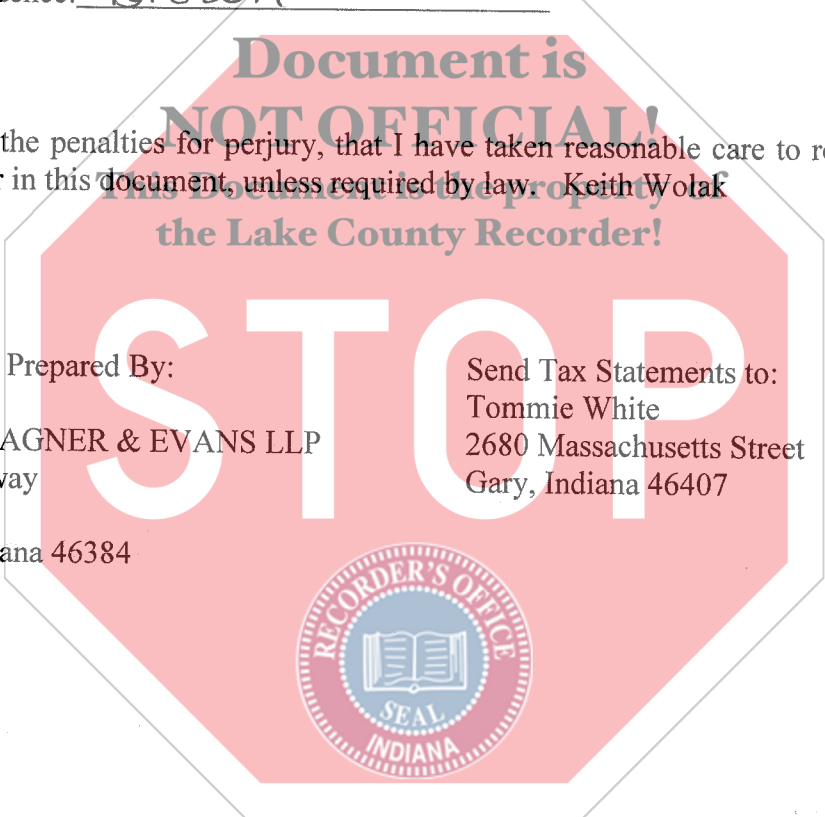 Document is
NOT OFFICIAL!
the penalties for perjury, that I have taken reasonable care to
in this document, unless required by law. Keith Wolak
This Document is the property of
the Lake County Recorder!
STOP
Prepared By:
Send Tax Statements to:
Tommie White
AGNER & EVANS LLP
2680 Massachusetts Street
way
Gary, Indiana 46407
ana 46384
RECORDER'S OFFICE
SEAL
INDIANA